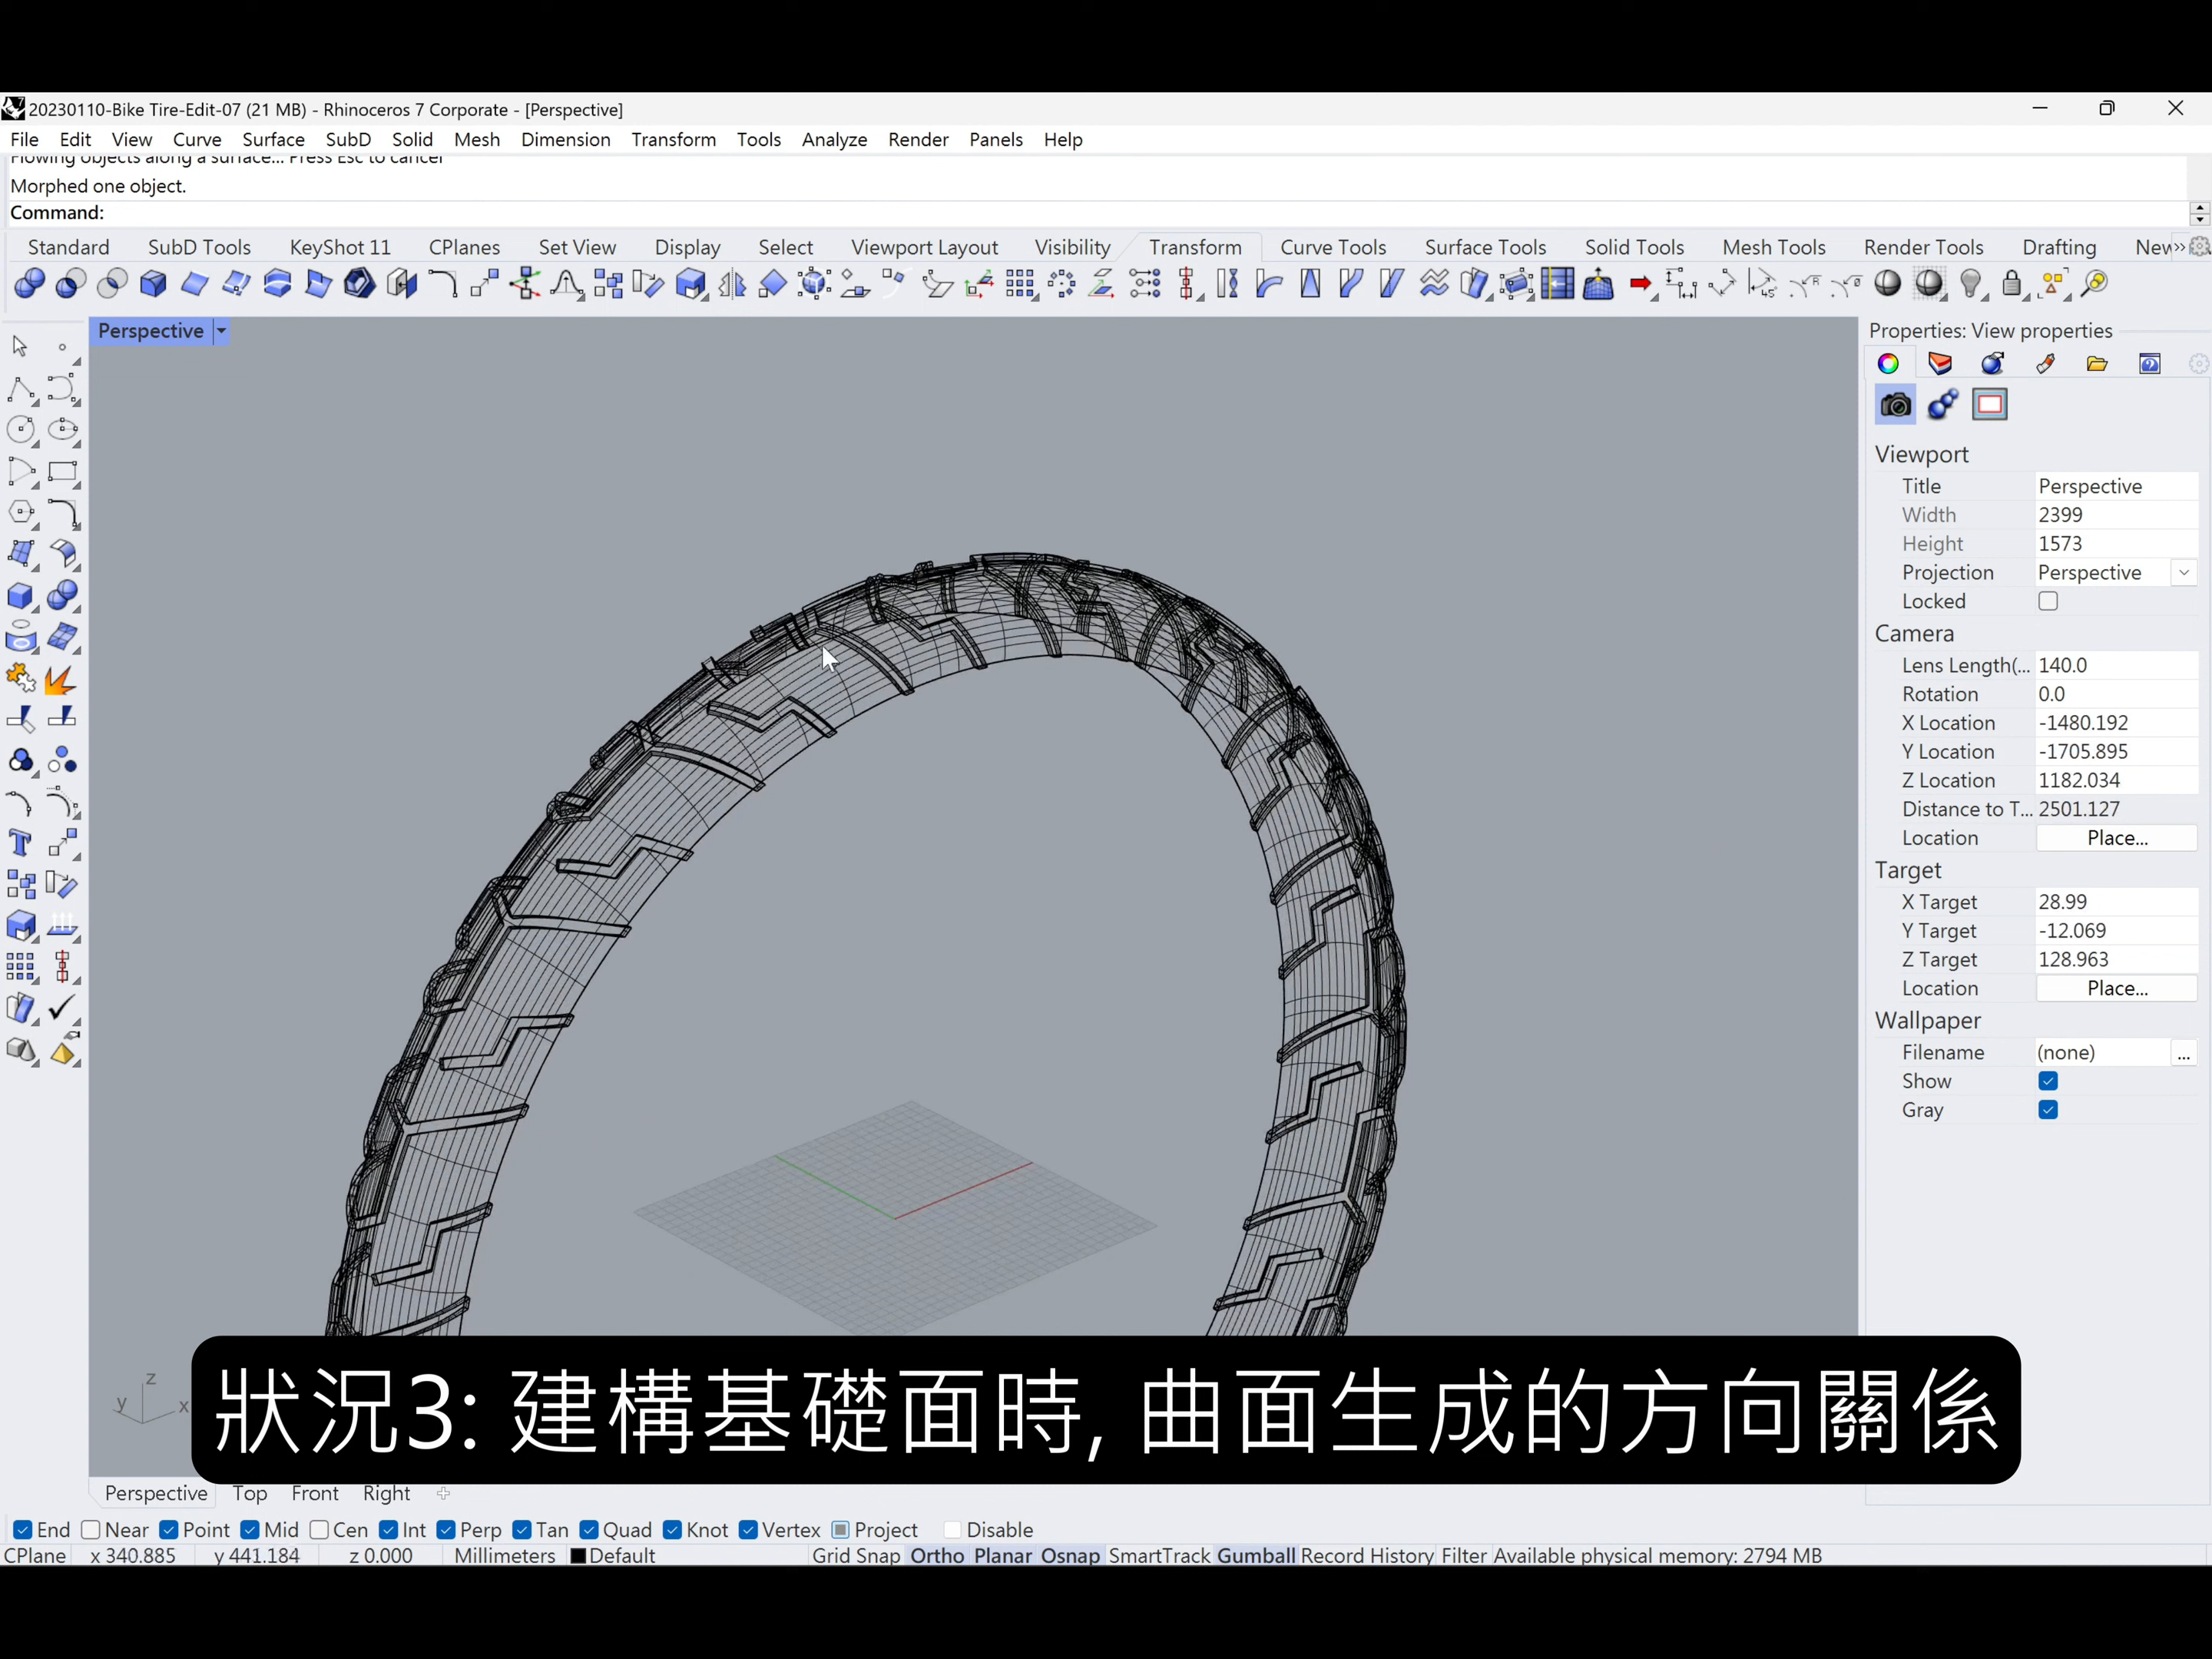 20230110-Bike Tire-Edit-07 (21 MB) - Rhinoceros 7 Corporate - [Perspective]
File Edit View Curve Surface SubD Solid Mesh Dimension Transform Tools Analyze Render Panels Help
Flowing objects along a surface... Press Esc to cancel
Morphed one object.
Command:
Standard SubD Tools KeyShot 11 CPlanes Set View Display Select Viewport Layout Visibility Transform Curve Tools Surface Tools Solid Tools Mesh Tools Render Tools Drafting New
Perspective
Properties: View properties
Viewport
Title Perspective
Width 2399
Height 1573
Projection Perspective
Locked
Camera
Lens Length(... 140.0
Rotation 0.0
X Location -1480.192
Y Location -1705.895
Z Location 1182.034
Distance to T... 2501.127
Location Place...
Target
X Target 28.99
Y Target -12.069
Z Target 128.963
Location Place...
Wallpaper
Filename (none) ...
Show
Gray
z
y x
狀況3: 建構基礎面時, 曲面生成的方向關係
Perspective Top Front Right
End Near Point Mid Cen Int Perp Tan Quad Knot Vertex Project Disable
CPlane x 340.885 y 441.184 z 0.000 Millimeters Default Grid Snap Ortho Planar Osnap SmartTrack Gumball Record History Filter Available physical memory: 2794 MB